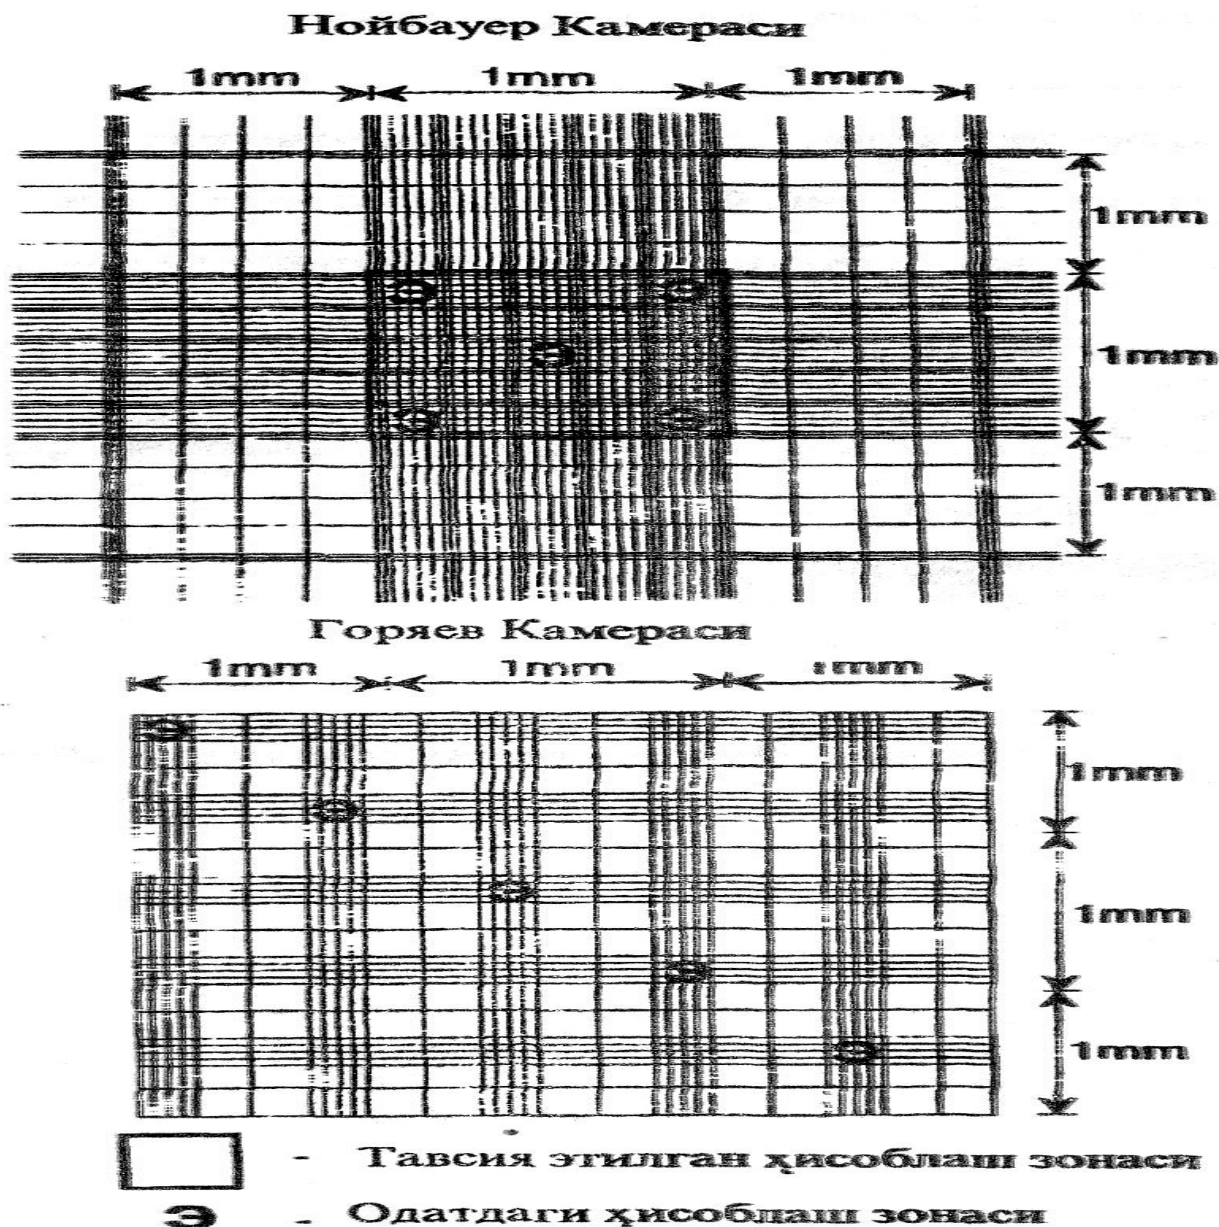 Нойбауер Камераси
1mm 1mm 1mm
1mm
Э Э
Э
1mm
Э Э
1mm
Горяев Камераси
1mm 1mm 1mm
Э
1mm
Э
Э
1mm
Э
Э
1mm
- Тавсия этилган ҳисоблаш зонаси
Э - Одатдаги ҳисоблаш зонаси